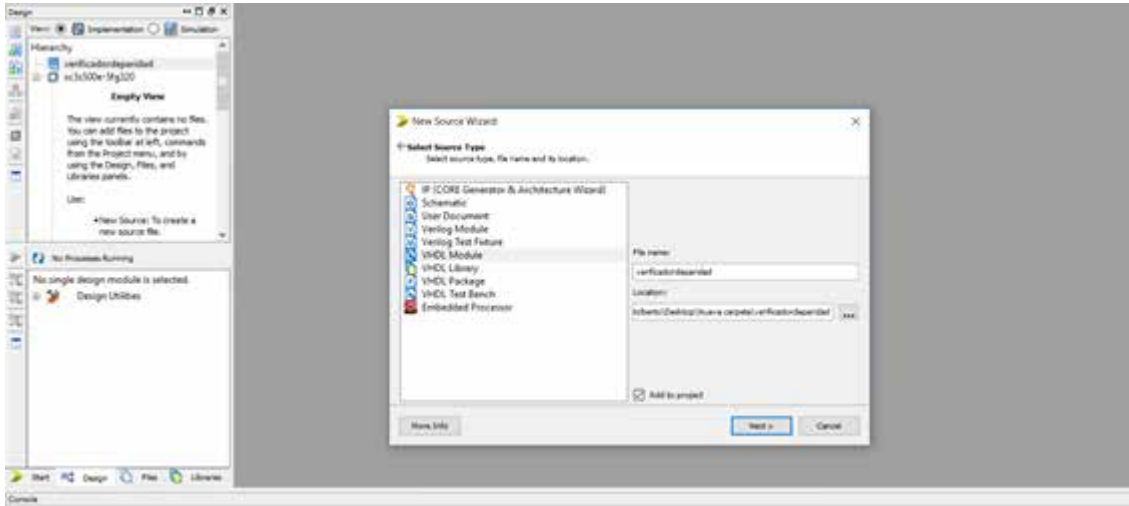 Design
View: Implementation Simulation
Hierarchy
verificadordeparidad
xc3s500e-5fg320
Empty View
The view currently contains no files.
You can add files to the project
using the toolbar at left, commands
from the Project menu, and by
using the Design, Files, and
Libraries panels.
Use:
New Source: To create a
new source file.
No Processes Running
No single design module is selected.
Design Utilities
Start Design Files Libraries
Console
New Source Wizard
Select Source Type
Select source type, file name and its location.
IP (CORE Generator & Architecture Wizard)
Schematic
User Document
Verilog Module
Verilog Test Fixture
VHDL Module
VHDL Library
VHDL Package
VHDL Test Bench
Embedded Processor
File name:
verificadordeparidad
Location:
\Desktop\Nueva carpeta\verificadordeparidad ...
Add to project
More Info
Next >
Cancel